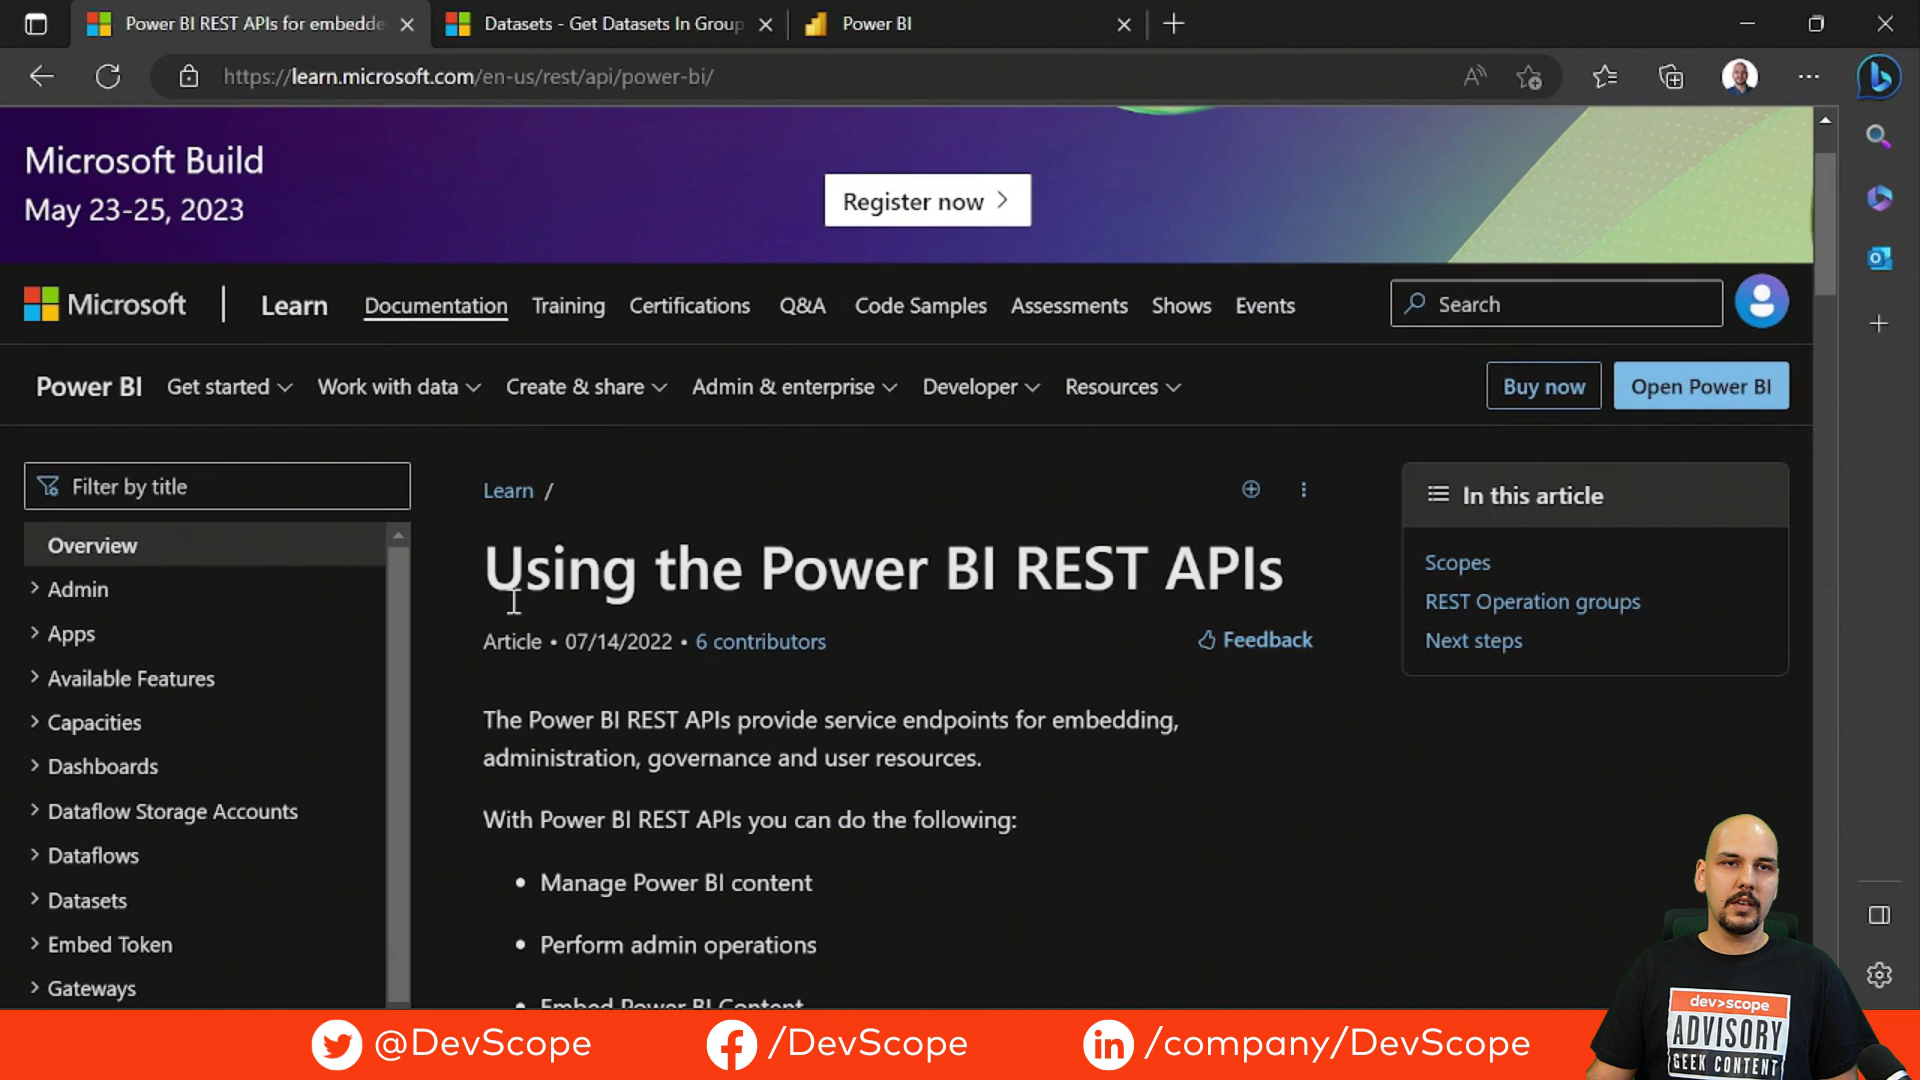 Power BI REST APIs for embedde
Datasets - Get Datasets In Group
Power BI
https://learn.microsoft.com/en-us/rest/api/power-bi/
Microsoft Build
May 23-25, 2023
Register now
Microsoft
Learn
Documentation
Training
Certifications
Q&A
Code Samples
Assessments
Shows
Events
Search
Power BI
Get started
Work with data
Create & share
Admin & enterprise
Developer
Resources
Buy now
Open Power BI
Filter by title
Overview
Admin
Apps
Available Features
Capacities
Dashboards
Dataflow Storage Accounts
Dataflows
Datasets
Embed Token
Gateways
Learn /
Using the Power BI REST APIs
Article • 07/14/2022 • 6 contributors
Feedback
The Power BI REST APIs provide service endpoints for embedding,
administration, governance and user resources.
With Power BI REST APIs you can do the following:
• Manage Power BI content
• Perform admin operations
• Embed Power BI Content
In this article
Scopes
REST Operation groups
Next steps
dev>scope
ADVISORY
GEEK CONTENT
@DevScope
/DevScope
/company/DevScope